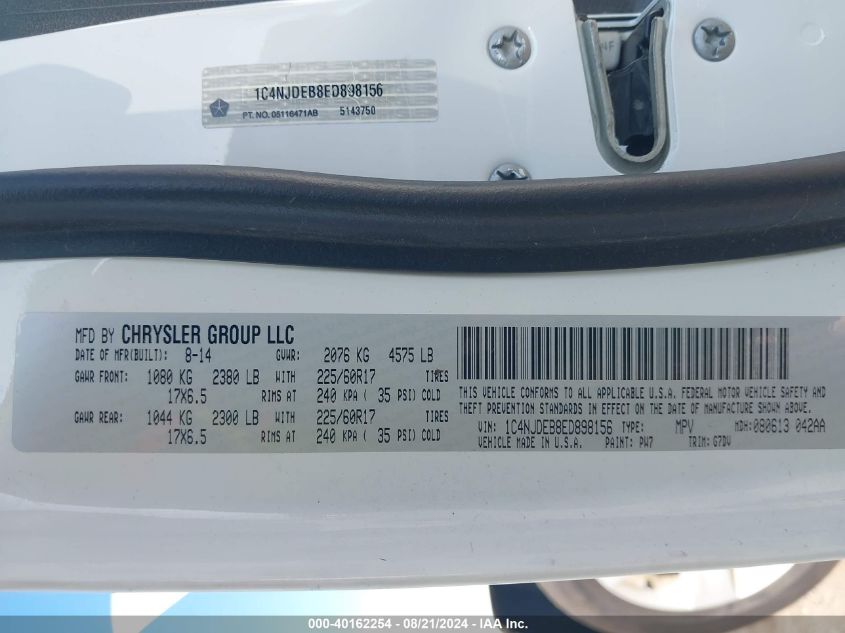 1C4NJDEB8ED898156
PT. NO. 05116471AB 5143750
MFD BY CHRYSLER GROUP LLC
DATE OF MFR(BUILT): 8-14 GVWR: 2076 KG 4575 LB
GAWR FRONT: 1080 KG 2380 LB WITH 225/60R17 TIRES
17X6.5 RIMS AT 240 KPA ( 35 PSI) COLD
GAWR REAR: 1044 KG 2300 LB WITH 225/60R17 TIRES
17X6.5 RIMS AT 240 KPA ( 35 PSI) COLD
THIS VEHICLE CONFORMS TO ALL APPLICABLE U.S.A. FEDERAL MOTOR VEHICLE SAFETY AND
THEFT PREVENTION STANDARDS IN EFFECT ON THE DATE OF MANUFACTURE SHOWN ABOVE.
VIN: 1C4NJDEB8ED898156 TYPE: MPV MDH:080613 042AA
VEHICLE MADE IN U.S.A. PAINT: PW7 TRIM: G7DV
000-40162254 - 08/21/2024 - IAA Inc.